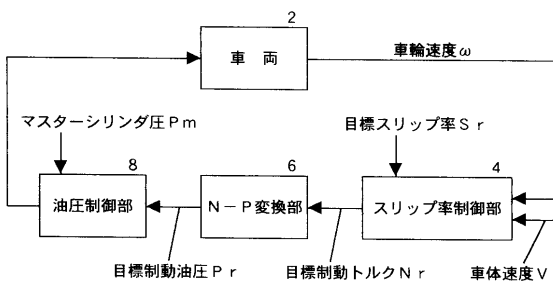 2
車 両
車輪速度ω
マスターシリンダ圧Pm
目標スリップ率Sr
8
6
4
油圧制御部
N－P変換部
スリップ率制御部
目標制動油圧Pr
目標制動トルクNr
車体速度V